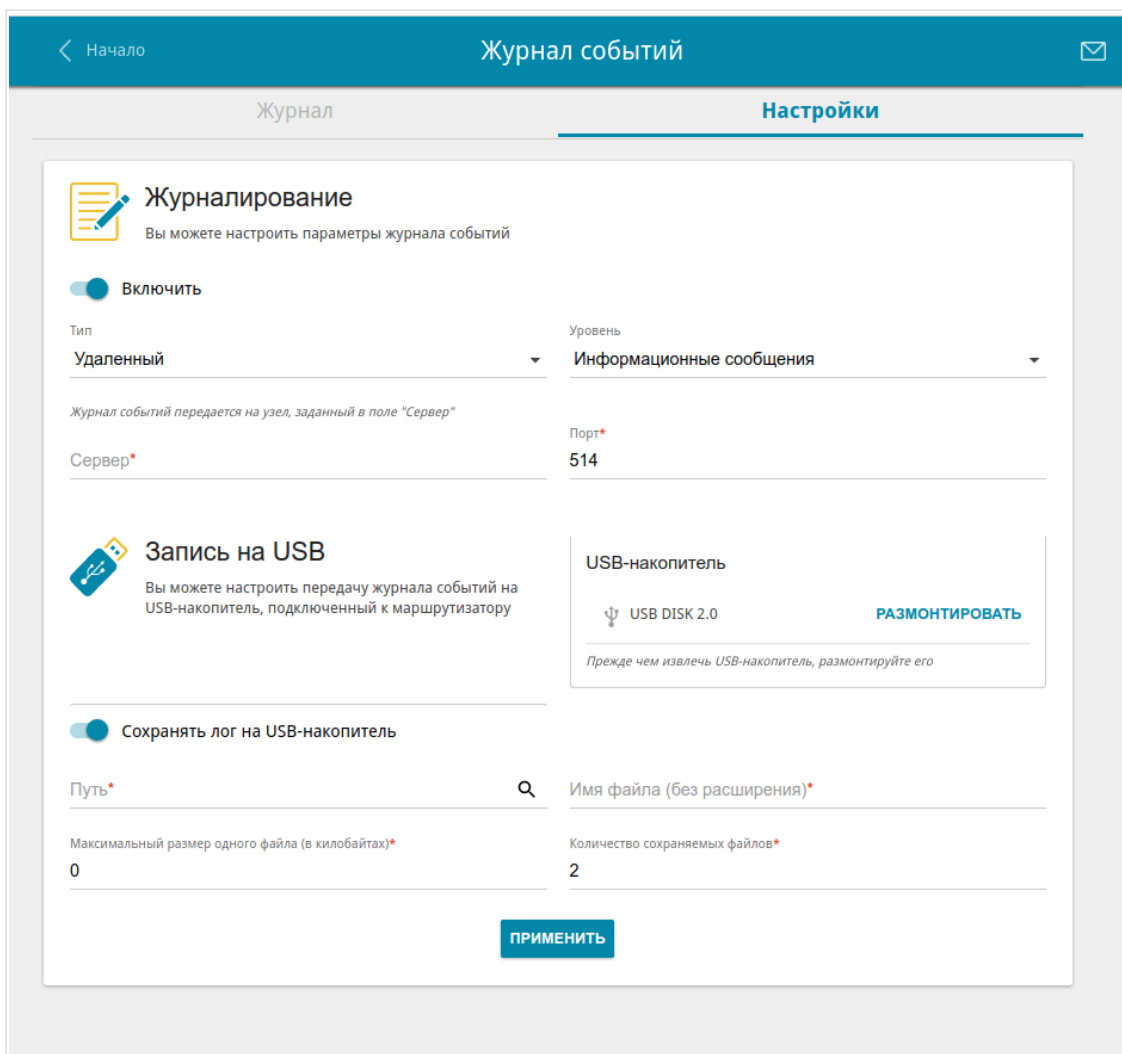 Начало
Журнал событий
Журнал
Настройки
Журналирование
Вы можете настроить параметры журнала событий
Включить
Тип
Удаленный
Уровень
Информационные сообщения
Журнал событий передается на узел, заданный в поле "Сервер"
Сервер*
Порт*
514
Запись на USB
Вы можете настроить передачу журнала событий на
USB-накопитель, подключенный к маршрутизатору
USB-накопитель
USB DISK 2.0
РАЗМОНТИРОВАТЬ
Прежде чем извлечь USB-накопитель, размонтируйте его
Сохранять лог на USB-накопитель
Путь*
Имя файла (без расширения)*
Максимальный размер одного файла (в килобайтах)*
0
Количество сохраняемых файлов*
2
ПРИМЕНИТЬ